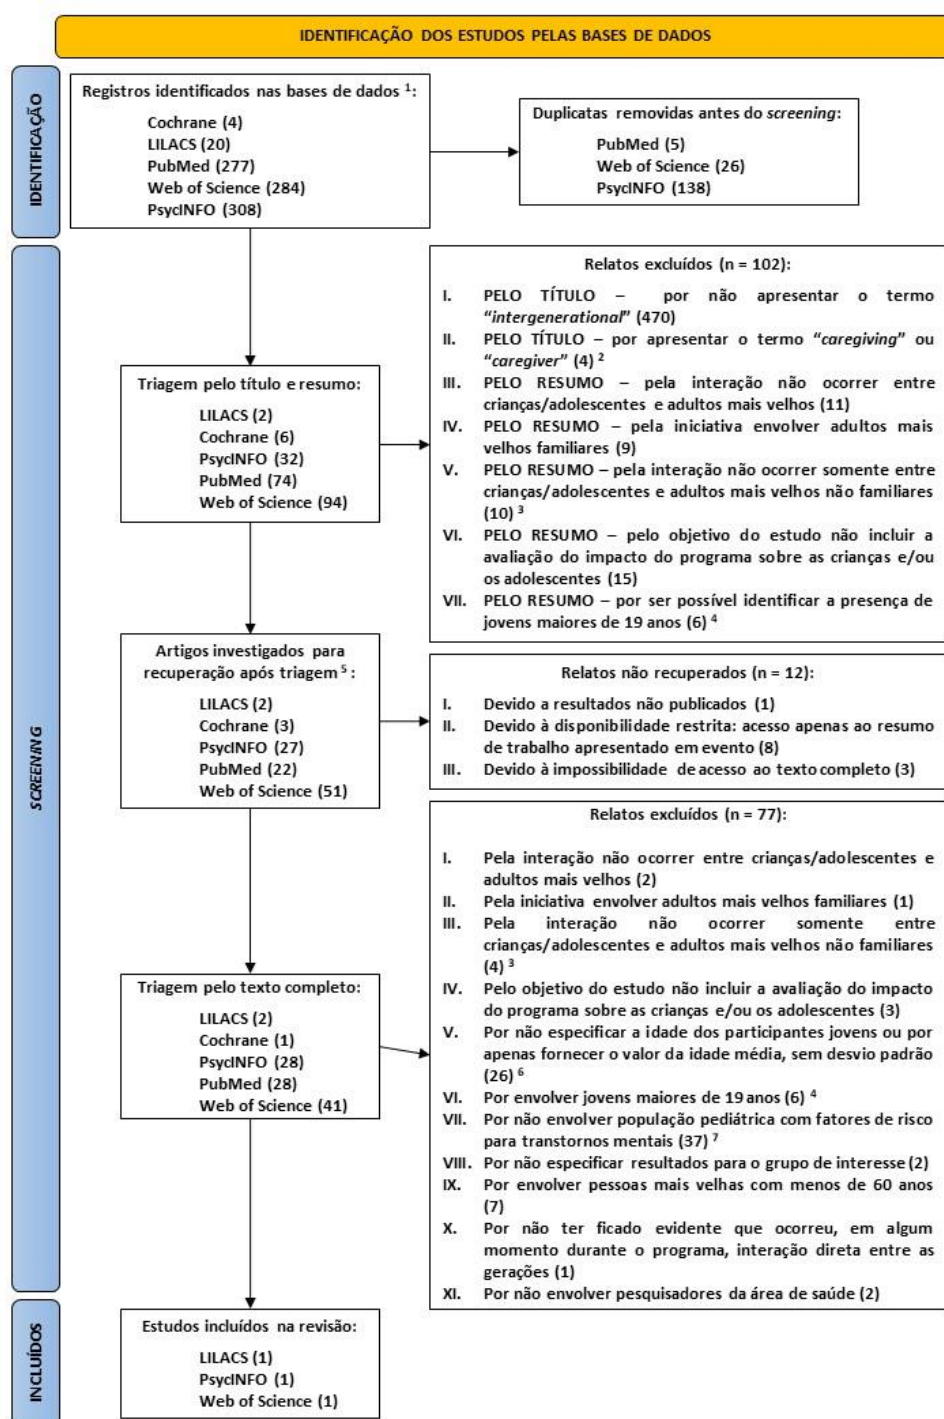 IDENTIFICAÇÃO DOS ESTUDOS PELAS BASES DE DADOS
IDENTIFICAÇÃO
Registros identificados nas bases de dados ¹:
Cochrane (4)
LILACS (20)
PubMed (277)
Web of Science (284)
PsycINFO (308)
Duplicatas removidas antes do screening:
PubMed (5)
Web of Science (26)
PsycINFO (138)
SCREENING
Triagem pelo título e resumo:
LILACS (2)
Cochrane (6)
PsycINFO (32)
PubMed (74)
Web of Science (94)
Relatos excluídos (n = 102):
I. PELO TÍTULO – por não apresentar o termo
“intergenerational” (470)
II. PELO TÍTULO – por apresentar o termo “caregiving” ou
“caregiver” (4) ²
III. PELO RESUMO – pela interação não ocorrer entre
crianças/adolescentes e adultos mais velhos (11)
IV. PELO RESUMO – pela iniciativa envolver adultos mais
velhos familiares (9)
V. PELO RESUMO – pela interação não ocorrer somente entre
crianças/adolescentes e adultos mais velhos não familiares
(10) ³
VI. PELO RESUMO – pelo objetivo do estudo não incluir a
avaliação do impacto do programa sobre as crianças e/ou
os adolescentes (15)
VII. PELO RESUMO – por ser possível identificar a presença de
jovens maiores de 19 anos (6) ⁴
Artigos investigados para
recuperação após triagem ⁵ :
LILACS (2)
Cochrane (3)
PsycINFO (27)
PubMed (22)
Web of Science (51)
Relatos não recuperados (n = 12):
I. Devido a resultados não publicados (1)
II. Devido à disponibilidade restrita: acesso apenas ao resumo
de trabalho apresentado em evento (8)
III. Devido à impossibilidade de acesso ao texto completo (3)
Triagem pelo texto completo:
LILACS (2)
Cochrane (1)
PsycINFO (28)
PubMed (28)
Web of Science (41)
Relatos excluídos (n = 77):
I. Pela interação não ocorrer entre crianças/adolescentes e
adultos mais velhos (2)
II. Pela iniciativa envolver adultos mais velhos familiares (1)
III. Pela interação não ocorrer somente entre
crianças/adolescentes e adultos mais velhos não familiares
(4) ³
IV. Pelo objetivo do estudo não incluir a avaliação do impacto
do programa sobre as crianças e/ou os adolescentes (3)
V. Por não especificar a idade dos participantes jovens ou por
apenas fornecer o valor da idade média, sem desvio padrão
(26) ⁶
VI. Por envolver jovens maiores de 19 anos (6) ⁴
VII. Por não envolver população pediátrica com fatores de risco
para transtornos mentais (37) ⁷
VIII. Por não especificar resultados para o grupo de interesse (2)
IX. Por envolver pessoas mais velhas com menos de 60 anos
(7)
X. Por não ter ficado evidente que ocorreu, em algum
momento durante o programa, interação direta entre as
gerações (1)
XI. Por não envolver pesquisadores da área de saúde (2)
INCLUÍDOS
Estudos incluídos na revisão:
LILACS (1)
PsycINFO (1)
Web of Science (1)